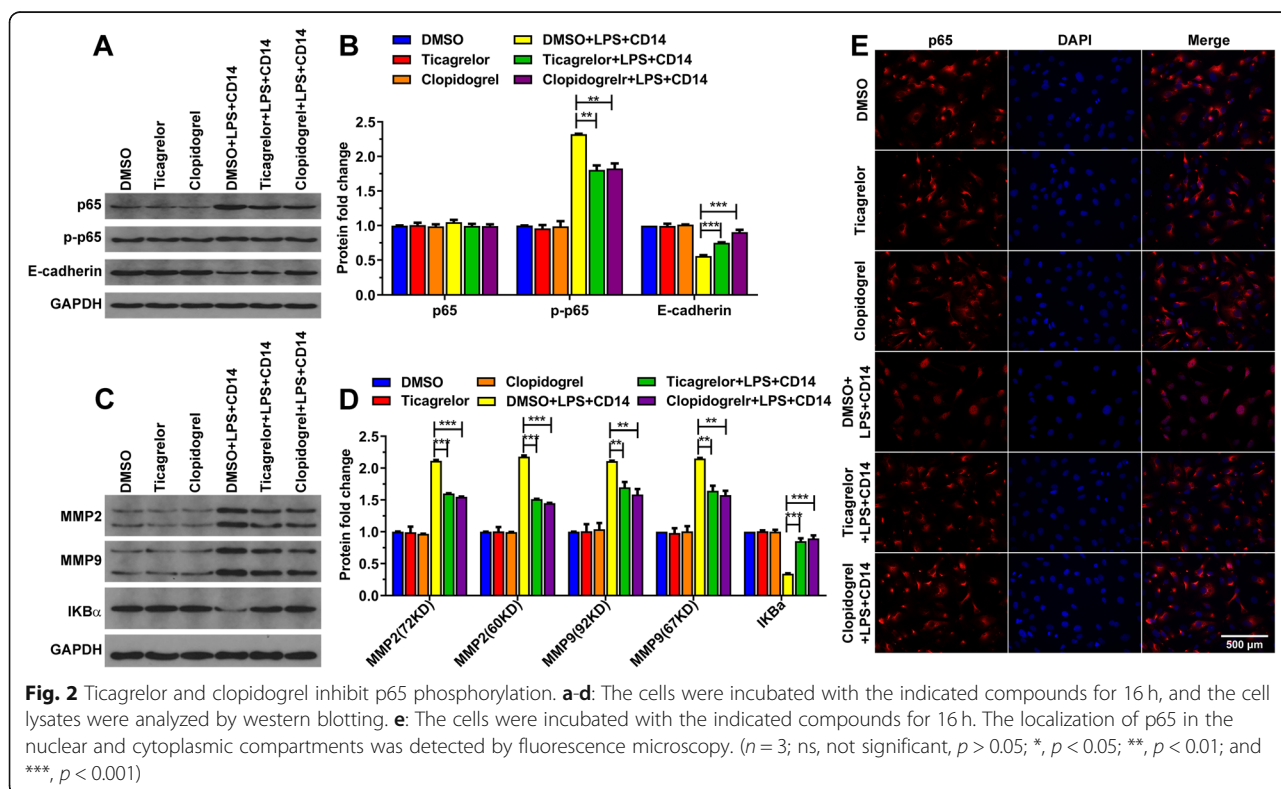 A
DMSO
Ticagrelor
Clopidogrel
DMSO+LPS+CD14
Ticagrelor+LPS+CD14
Clopidogrel+LPS+CD14
p65
p-p65
E-cadherin
GAPDH
B
DMSO
Ticagrelor
Clopidogrel
DMSO+LPS+CD14
Ticagrelor+LPS+CD14
Clopidogrelr+LPS+CD14
Protein fold change
2.5
2.0
1.5
1.0
0.5
0.0
**
**
***
***
p65
p-p65
E-cadherin
C
DMSO
Ticagrelor
Clopidogrel
DMSO+LPS+CD14
Ticagrelor+LPS+CD14
Clopidogrel+LPS+CD14
MMP2
MMP9
IKBα
GAPDH
D
DMSO
Ticagrelor
Clopidogrel
DMSO+LPS+CD14
Ticagrelor+LPS+CD14
Clopidogrelr+LPS+CD14
Protein fold change
2.5
2.0
1.5
1.0
0.5
0.0
***
***
***
***
**
**
**
**
***
***
MMP2(72KD)
MMP2(60KD)
MMP9(92KD)
MMP9(67KD)
IKBa
E
p65
DAPI
Merge
DMSO
Ticagrelor
Clopidogrel
DMSO+
LPS+CD14
Ticagrelor
+LPS+CD14
Clopidogrel
+LPS+CD14
500 μm
Fig. 2 Ticagrelor and clopidogrel inhibit p65 phosphorylation. a-d: The cells were incubated with the indicated compounds for 16 h, and the cell
lysates were analyzed by western blotting. e: The cells were incubated with the indicated compounds for 16 h. The localization of p65 in the
nuclear and cytoplasmic compartments was detected by fluorescence microscopy. (n = 3; ns, not significant, p > 0.05; *, p < 0.05; **, p < 0.01; and
***, p < 0.001)